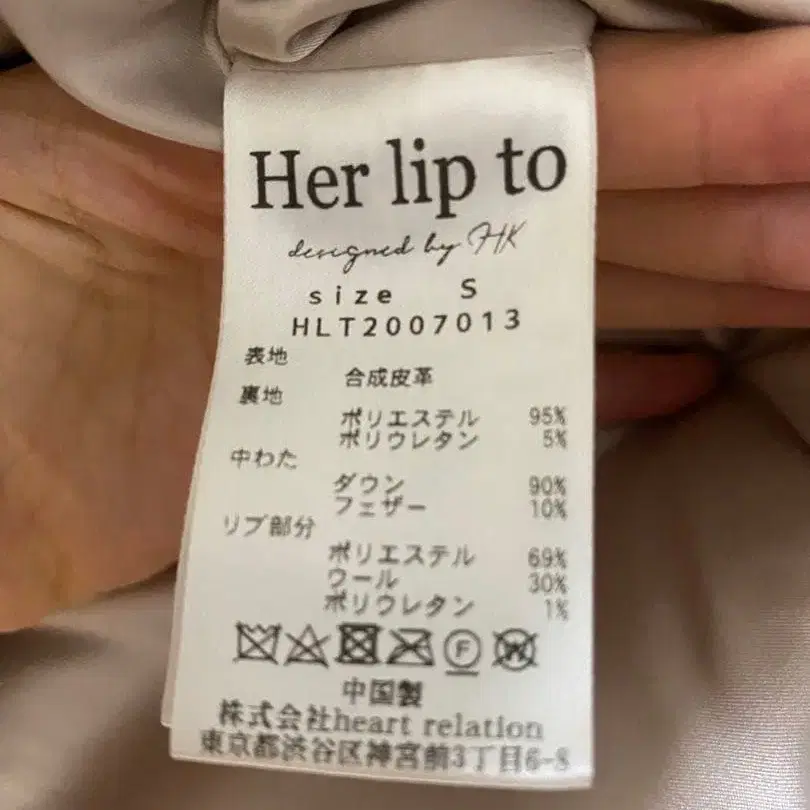 Her lip to
designed by HK
size S
HLT2007013
表地
合成皮革
裏地
ポリエステル 95%
ポリウレタン 5%
中わた
ダウン 90%
フェザー 10%
リブ部分
ポリエステル 69%
ウール 30%
ポリウレタン 1%
F W
中国製
株式会社heart relation
東京都渋谷区神宮前3丁目6-8